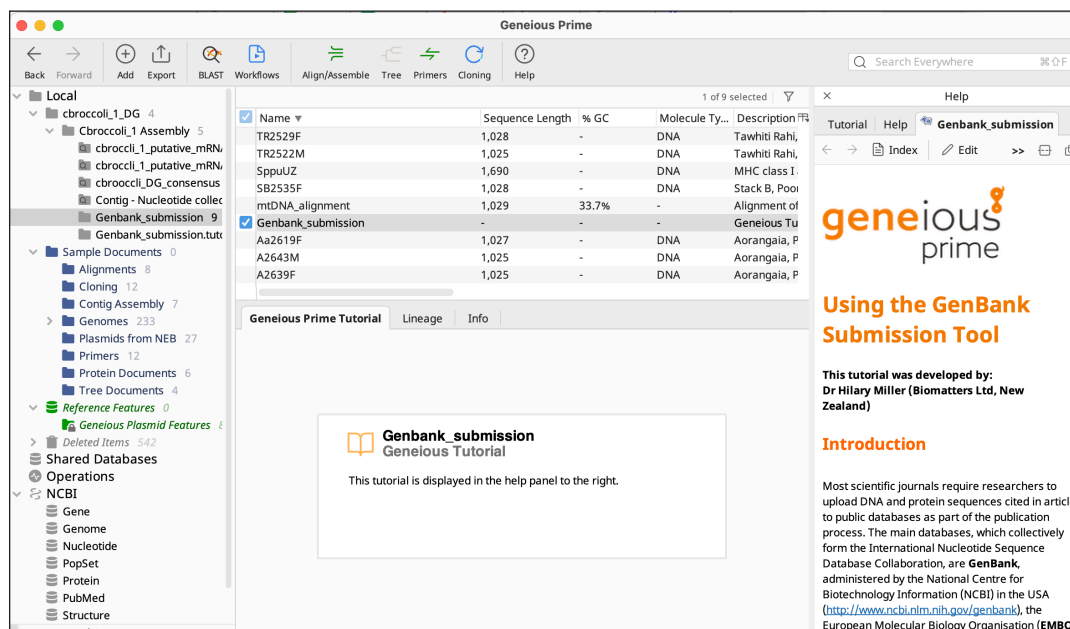 Geneious Prime
Back Forward Add Export BLAST Workflows Align/Assemble Tree Primers Cloning Help
Search Everywhere ⌘⇧F
Local
cbroccoli_1_DG 4
Cbroccoli_1 Assembly 5
cbroccli_1_putative_mRN
cbroccli_1_putative_mRN
cbrooccli_DG_consensus
Contig - Nucleotide collec
Genbank_submission 9
Genbank_submission.tuto
Sample Documents 0
Alignments 8
Cloning 12
Contig Assembly 7
Genomes 233
Plasmids from NEB 27
Primers 12
Protein Documents 6
Tree Documents 4
Reference Features 0
Geneious Plasmid Features
Deleted Items 542
Shared Databases
Operations
NCBI
Gene
Genome
Nucleotide
PopSet
Protein
PubMed
Structure
1 of 9 selected
Name ▼ Sequence Length % GC Molecule Ty... Description
TR2529F 1,028 - DNA Tawhiti Rahi,
TR2522M 1,025 - DNA Tawhiti Rahi,
SppuUZ 1,690 - DNA MHC class I
SB2535F 1,028 - DNA Stack B, Poor
mtDNA_alignment 1,029 33.7% - Alignment of
Genbank_submission - - - Geneious Tu
Aa2619F 1,027 - DNA Aorangaia, P
A2643M 1,025 - DNA Aorangaia, P
A2639F 1,025 - DNA Aorangaia, P
Geneious Prime Tutorial Lineage Info
Genbank_submission
Geneious Tutorial
This tutorial is displayed in the help panel to the right.
Help
Tutorial Help Genbank_submission
Index Edit >>
geneious
prime
Using the GenBank
Submission Tool
This tutorial was developed by:
Dr Hilary Miller (Biomatters Ltd, New
Zealand)
Introduction
Most scientific journals require researchers to
upload DNA and protein sequences cited in articl
to public databases as part of the publication
process. The main databases, which collectively
form the International Nucleotide Sequence
Database Collaboration, are GenBank,
administered by the National Centre for
Biotechnology Information (NCBI) in the USA
(http://www.ncbi.nlm.nih.gov/genbank), the
European Molecular Biology Organisation (EMBO